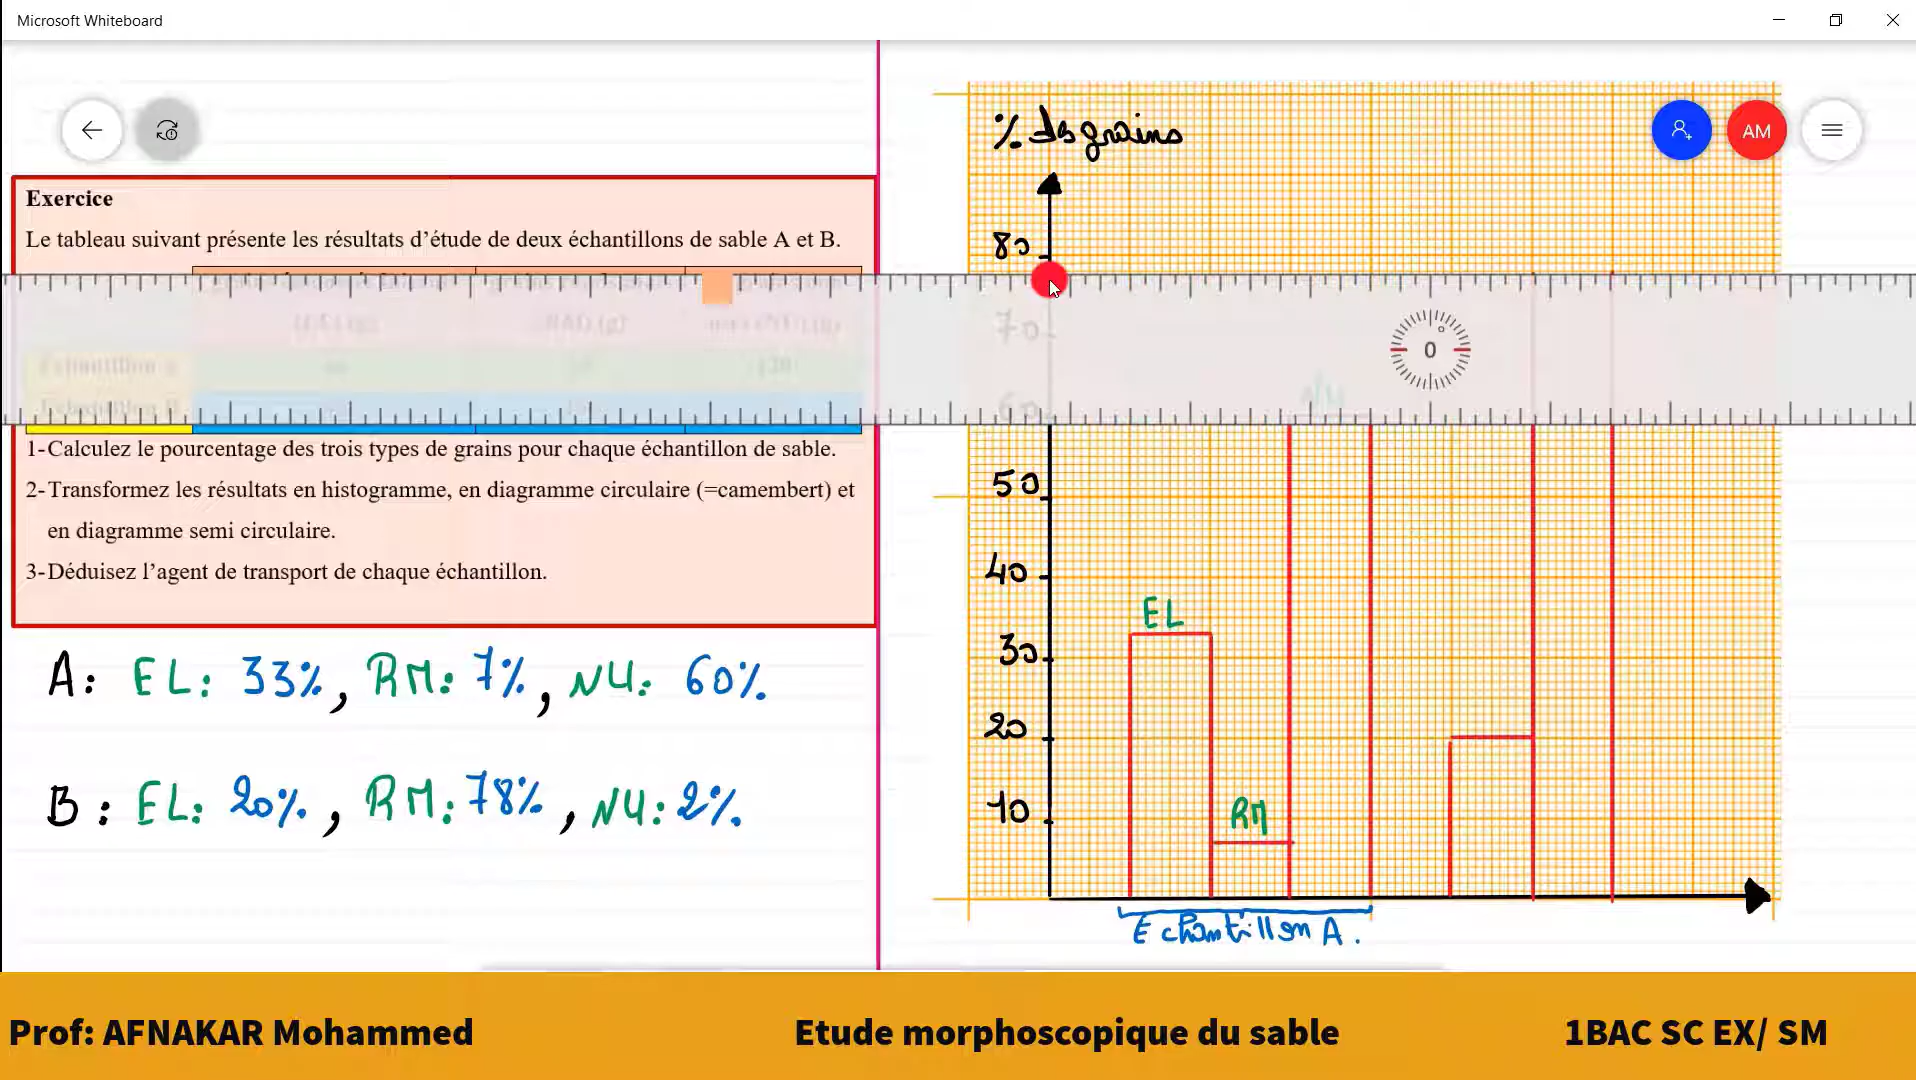 Microsoft Whiteboard
AM
Exercice
Le tableau suivant présente les résultats d’étude de deux échantillons de sable A et B.
Echantillon A
1-Calculez le pourcentage des trois types de grains pour chaque échantillon de sable.
2-Transformez les résultats en histogramme, en diagramme circulaire (=camembert) et
en diagramme semi circulaire.
3-Déduisez l’agent de transport de chaque échantillon.
A: EL: 33%, RM: 7%, NU: 60%
B: EL: 20%, RM: 78%, NU: 2%
% des grains
80
70
0
60
NU
50
40
EL
30
20
10
RM
Echantillon A.
Prof: AFNAKAR Mohammed
Etude morphoscopique du sable
1BAC SC EX/ SM